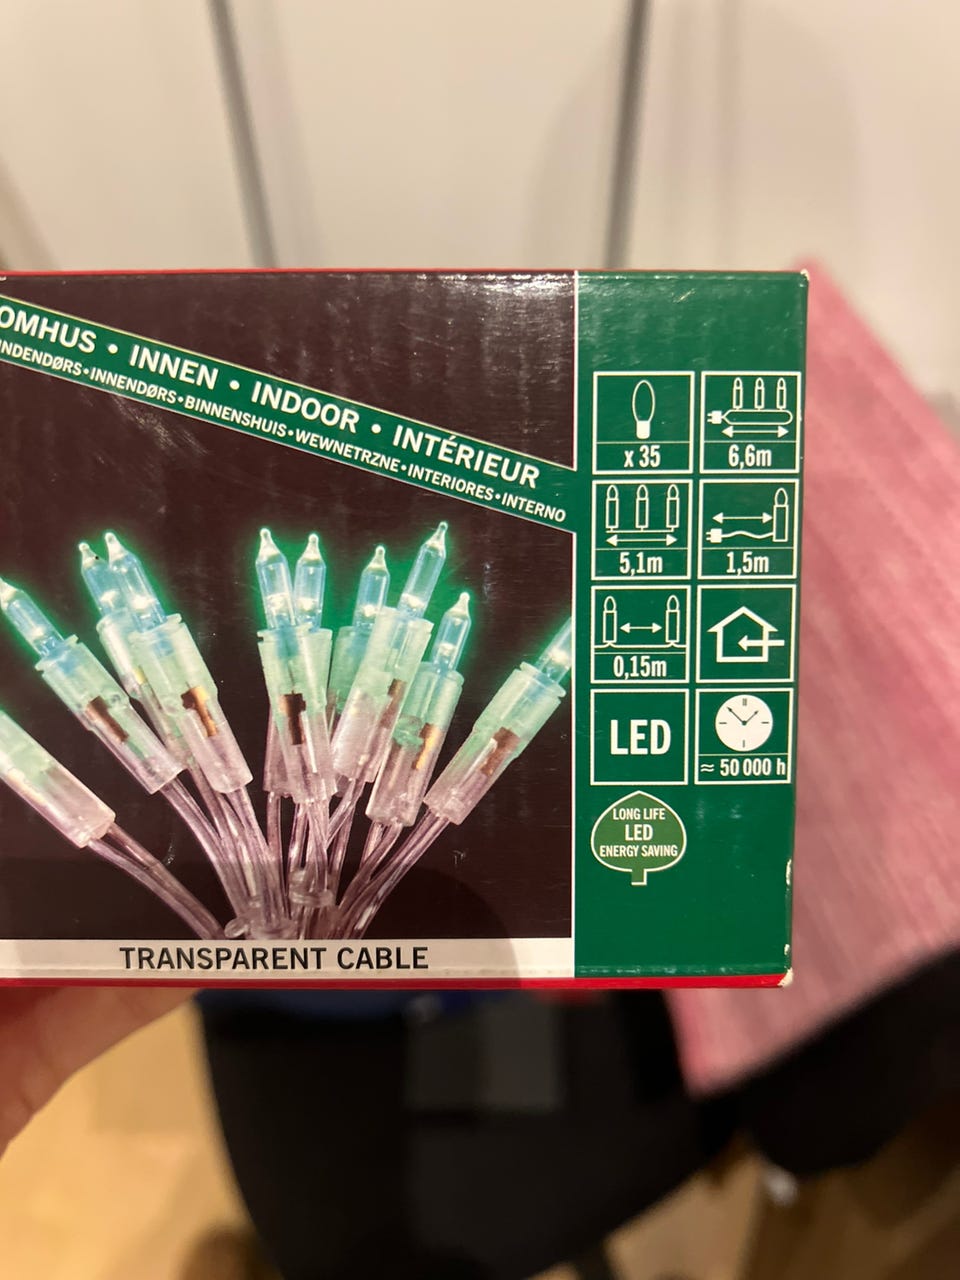 OMHUS • INNEN • INDOOR • INTÉRIEUR
INDENDØRS•INNENDØRS•BINNENSHUIS•WEWNETRZNE•INTERIORES•INTERNO
x 35
6,6m
5,1m
1,5m
0,15m
LED
≈ 50 000 h
LONG LIFE
LED
ENERGY SAVING
TRANSPARENT CABLE